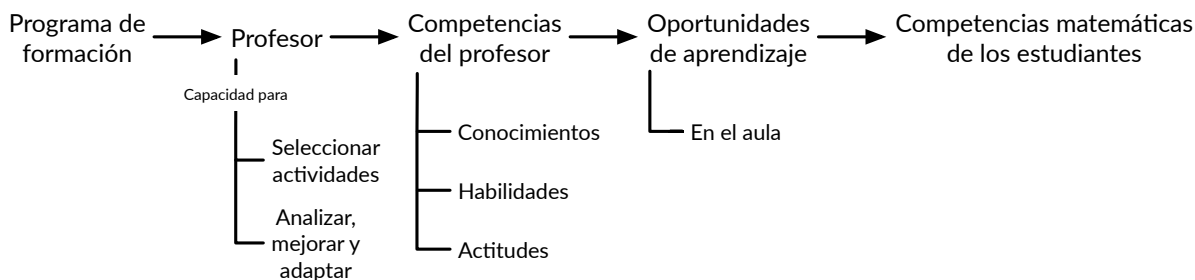 Programa de
formación
Profesor
Capacidad para
Seleccionar
actividades
Analizar,
mejorar y
adaptar
Competencias
del profesor
Conocimientos
Habilidades
Actitudes
Oportunidades
de aprendizaje
En el aula
Competencias matemáticas
de los estudiantes